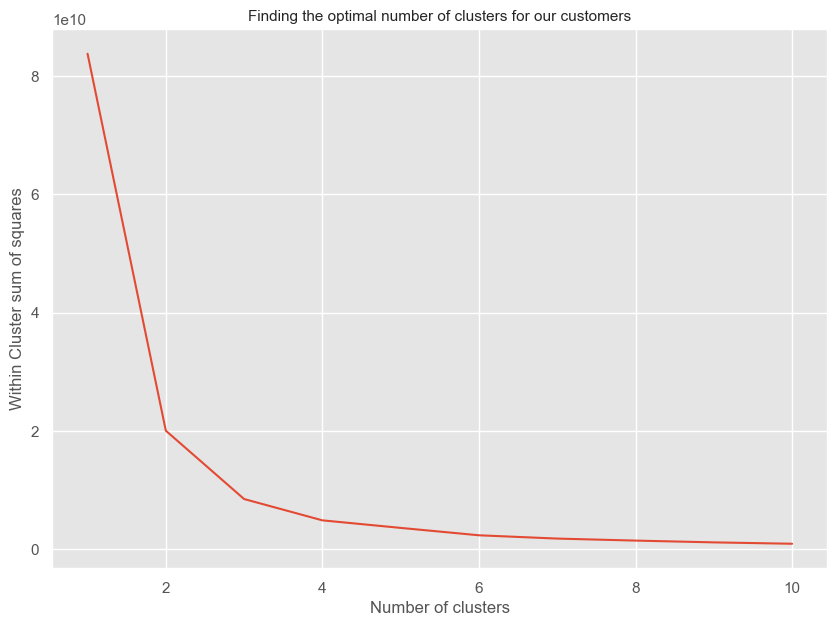 Finding the optimal number of clusters for our customers
1e10
8
6
4
2
0
Within Cluster sum of squares
2 4 6 8 10
Number of clusters